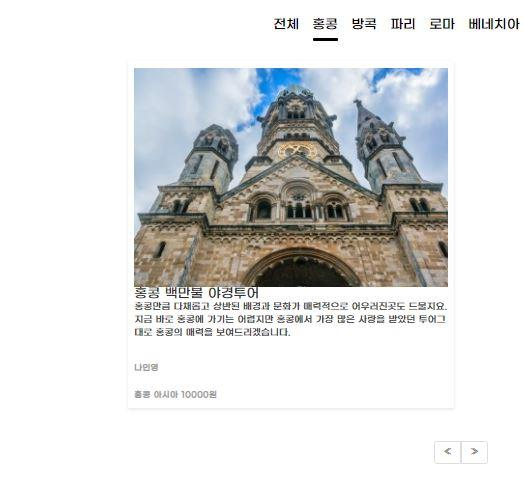 전체 홍콩 방콕 파리 로마 베네치아
홍콩 백만불 야경투어
홍콩만큼 다채롭고 상반된 배경과 문화가 매력적으로 어우러진곳도 드물지요.
지금 바로 홍콩에 가기는 어렵지만 홍콩에서 가장 많은 사랑을 받았던 투어그
대로 홍콩의 매력을 보여드리겠습니다.
나인영
홍콩 아시아 10000원
« »